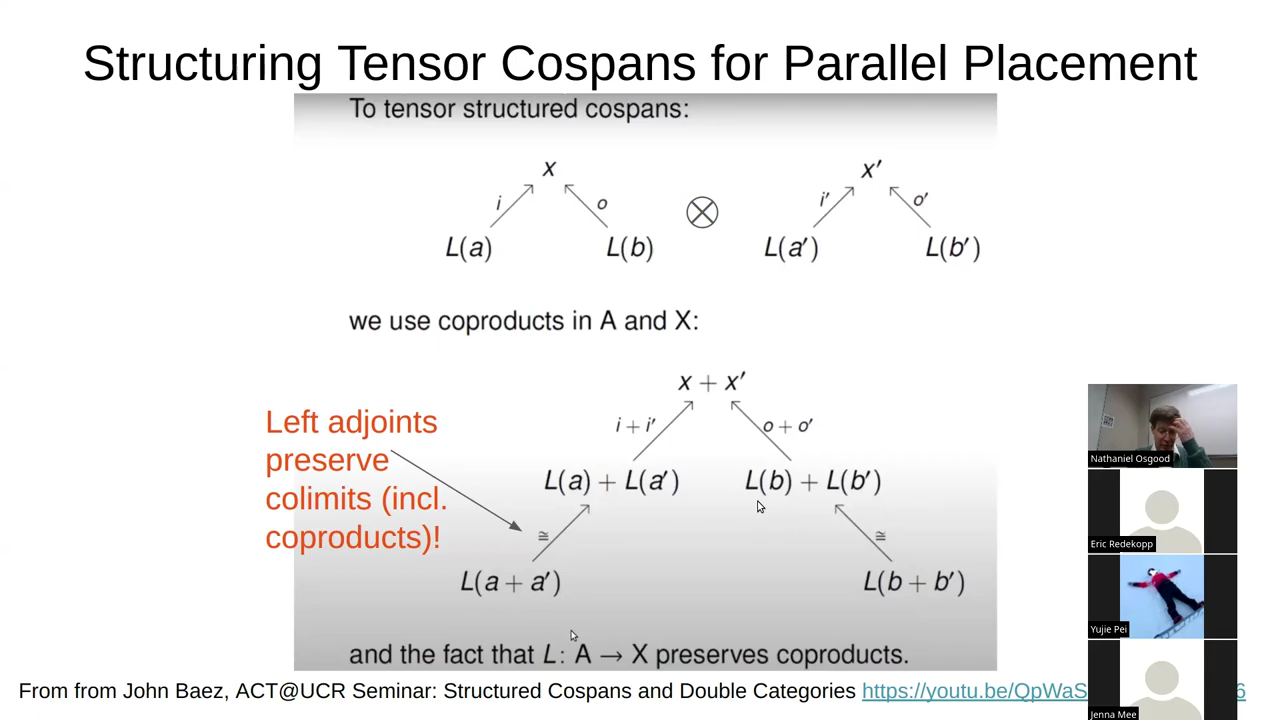 Structuring Tensor Cospans for Parallel Placement
To tensor structured cospans:
x x′
i o ⊗ i′ o′
L(a) L(b) L(a′) L(b′)
we use coproducts in A and X:
x + x′
i + i′ o + o′
Left adjoints
preserve
colimits (incl.
coproducts)!
L(a) + L(a′) L(b) + L(b′)
≅ ≅
L(a + a′) L(b + b′)
and the fact that L: A → X preserves coproducts.
From from John Baez, ACT@UCR Seminar: Structured Cospans and Double Categories https://youtu.be/QpWaS 6
Nathaniel Osgood
Eric Redekopp
Yujie Pei
Jenna Mee